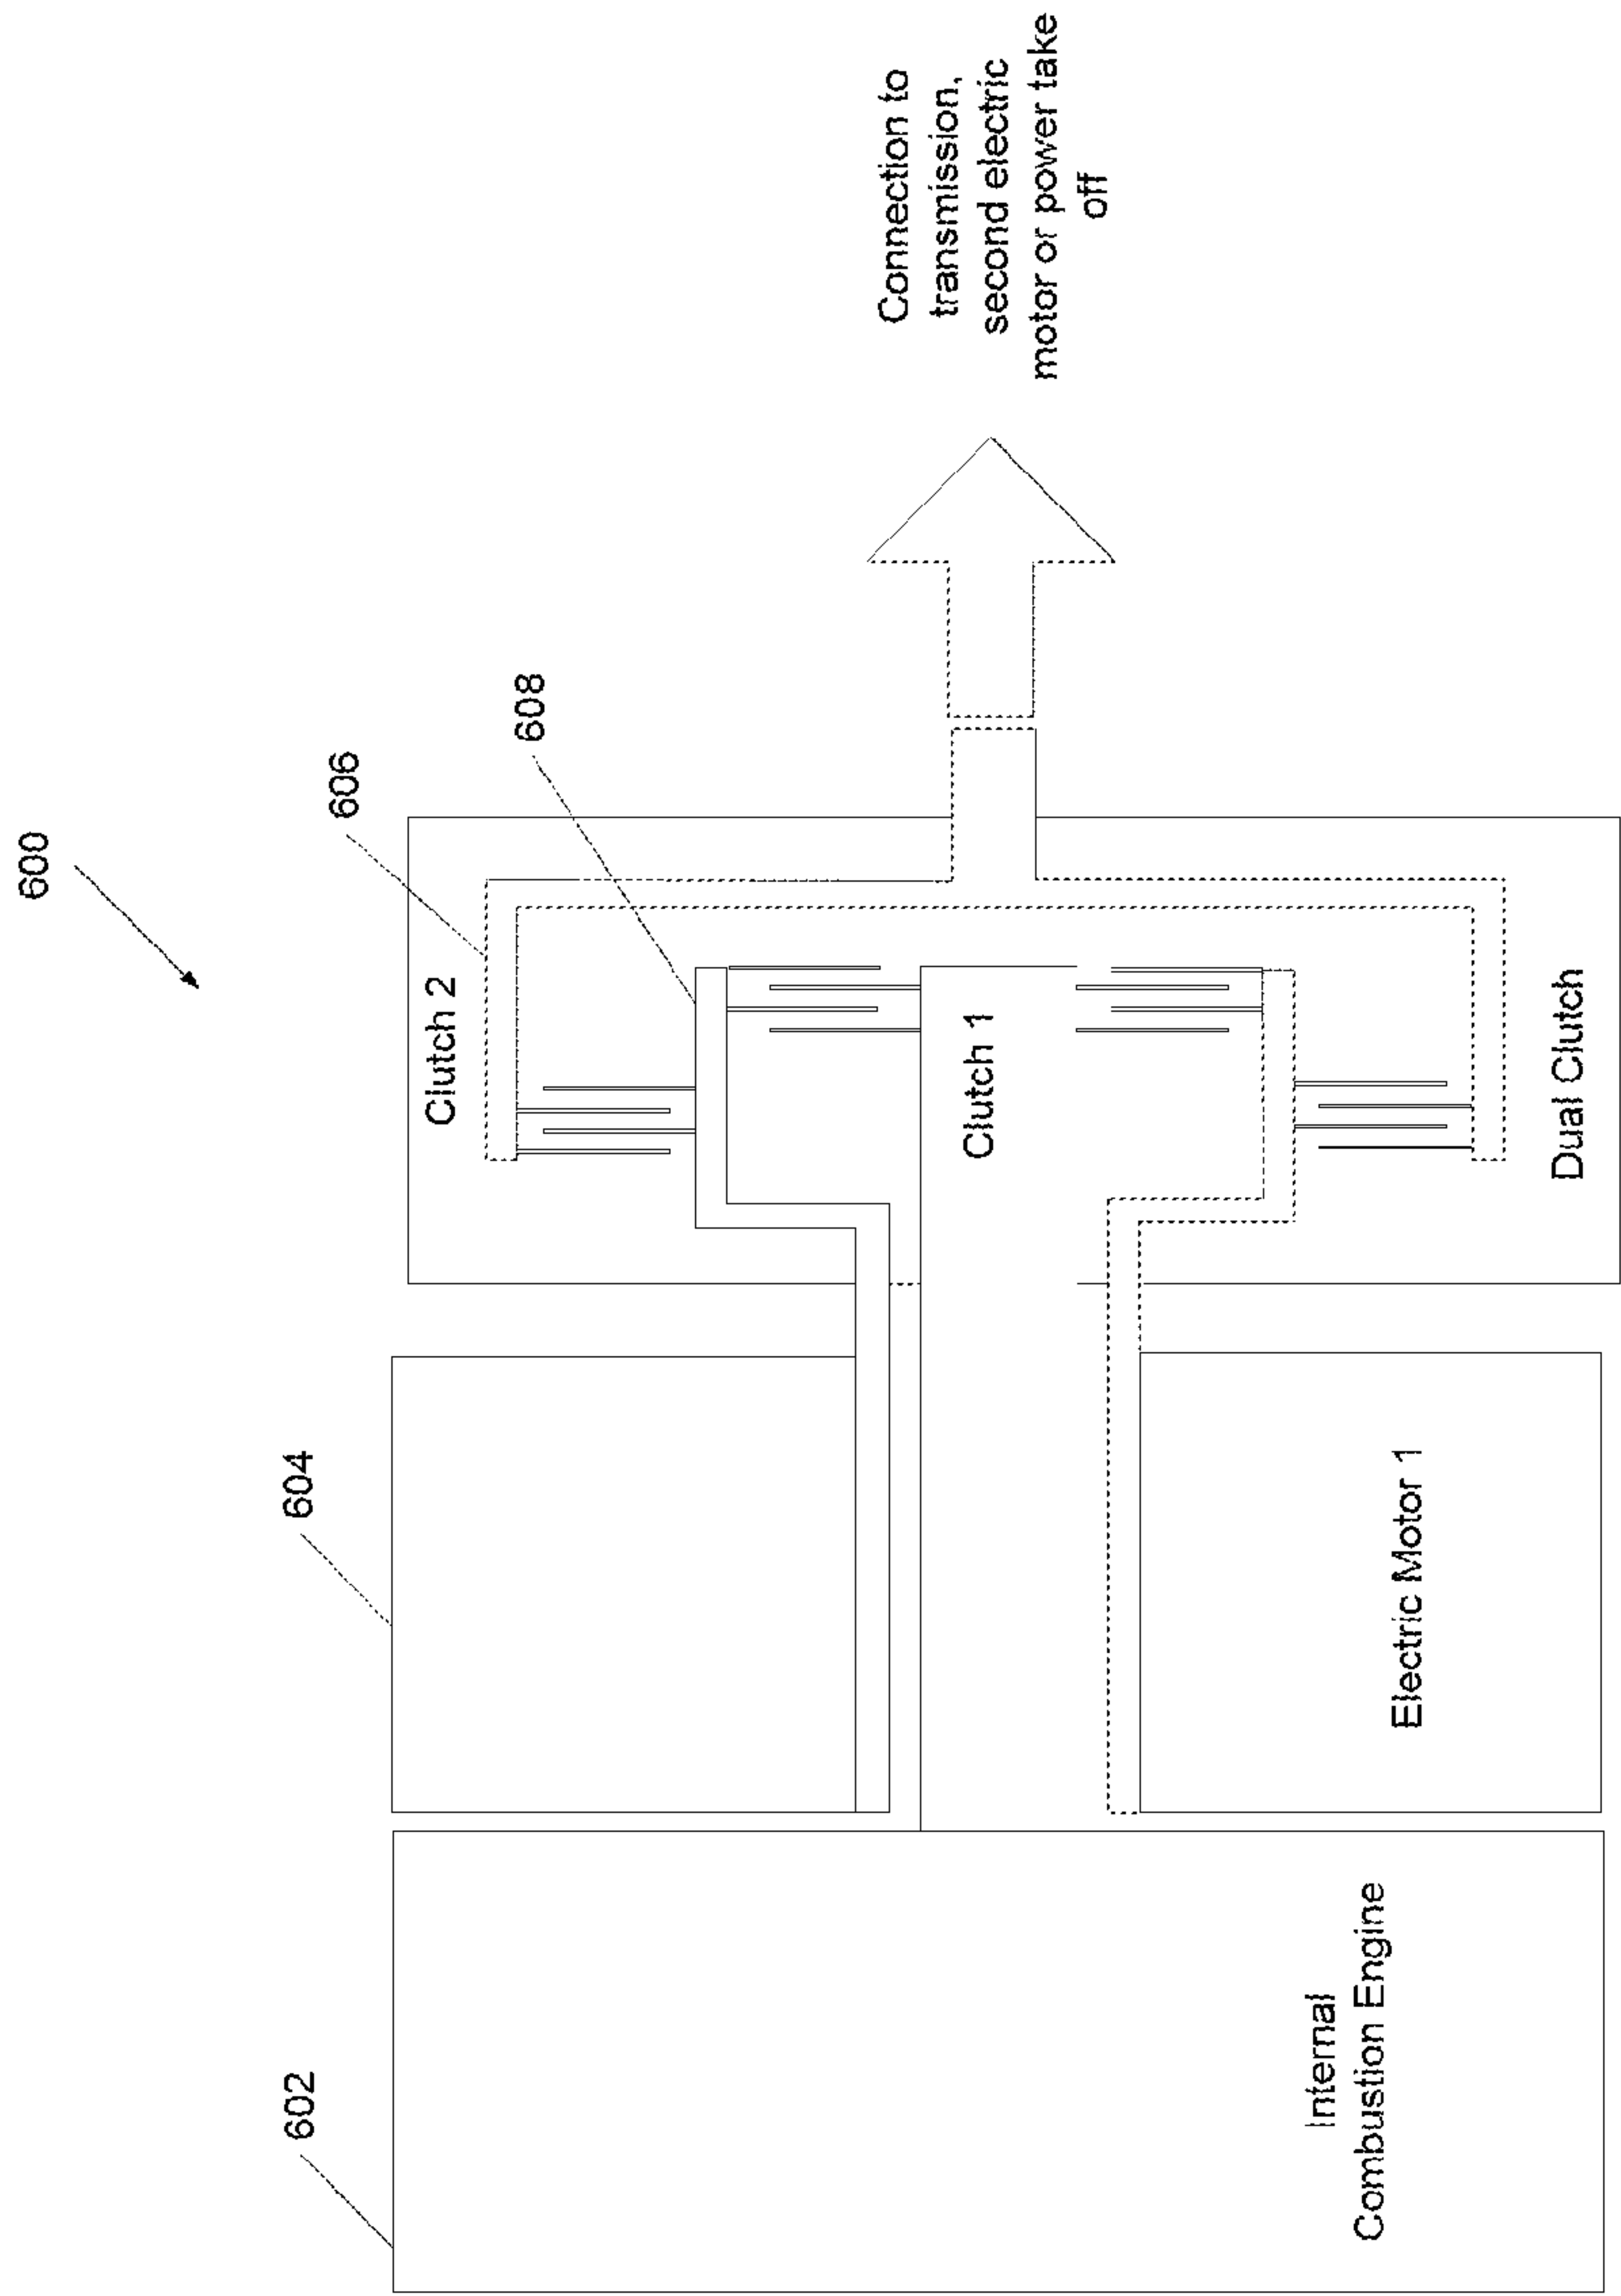 600
602
604
606
608
Clutch 2
Clutch 1
Dual Clutch
Electric Motor 1
Internal
Combustion Engine
Connection to
transmission,
second electric
motor or power take
off